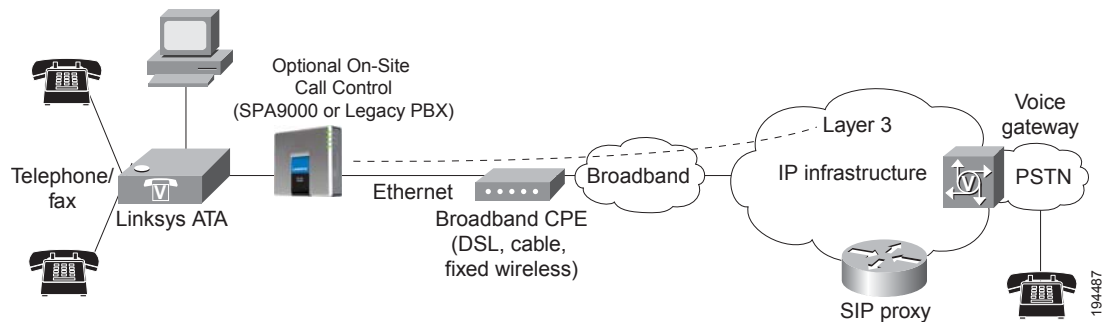 Optional On-Site
Call Control
(SPA9000 or Legacy PBX)
Telephone/
fax
V
Linksys ATA
Ethernet
Broadband CPE
(DSL, cable,
fixed wireless)
Broadband
Layer 3
IP infrastructure
Voice
gateway
V
PSTN
SIP proxy
194487